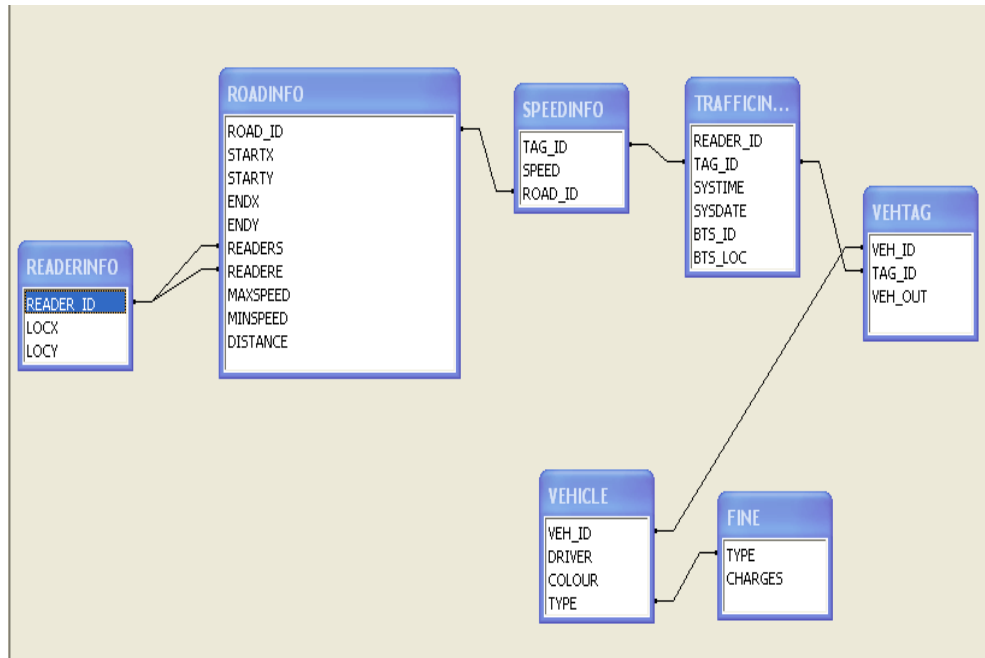 READERINFO
READER_ID
LOCX
LOCY
ROADINFO
ROAD_ID
STARTX
STARTY
ENDX
ENDY
READERS
READERE
MAXSPEED
MINSPEED
DISTANCE
SPEEDINFO
TAG_ID
SPEED
ROAD_ID
TRAFFICIN...
READER_ID
TAG_ID
SYSTIME
SYSDATE
BTS_ID
BTS_LOC
VEHTAG
VEH_ID
TAG_ID
VEH_OUT
VEHICLE
VEH_ID
DRIVER
COLOUR
TYPE
FINE
TYPE
CHARGES